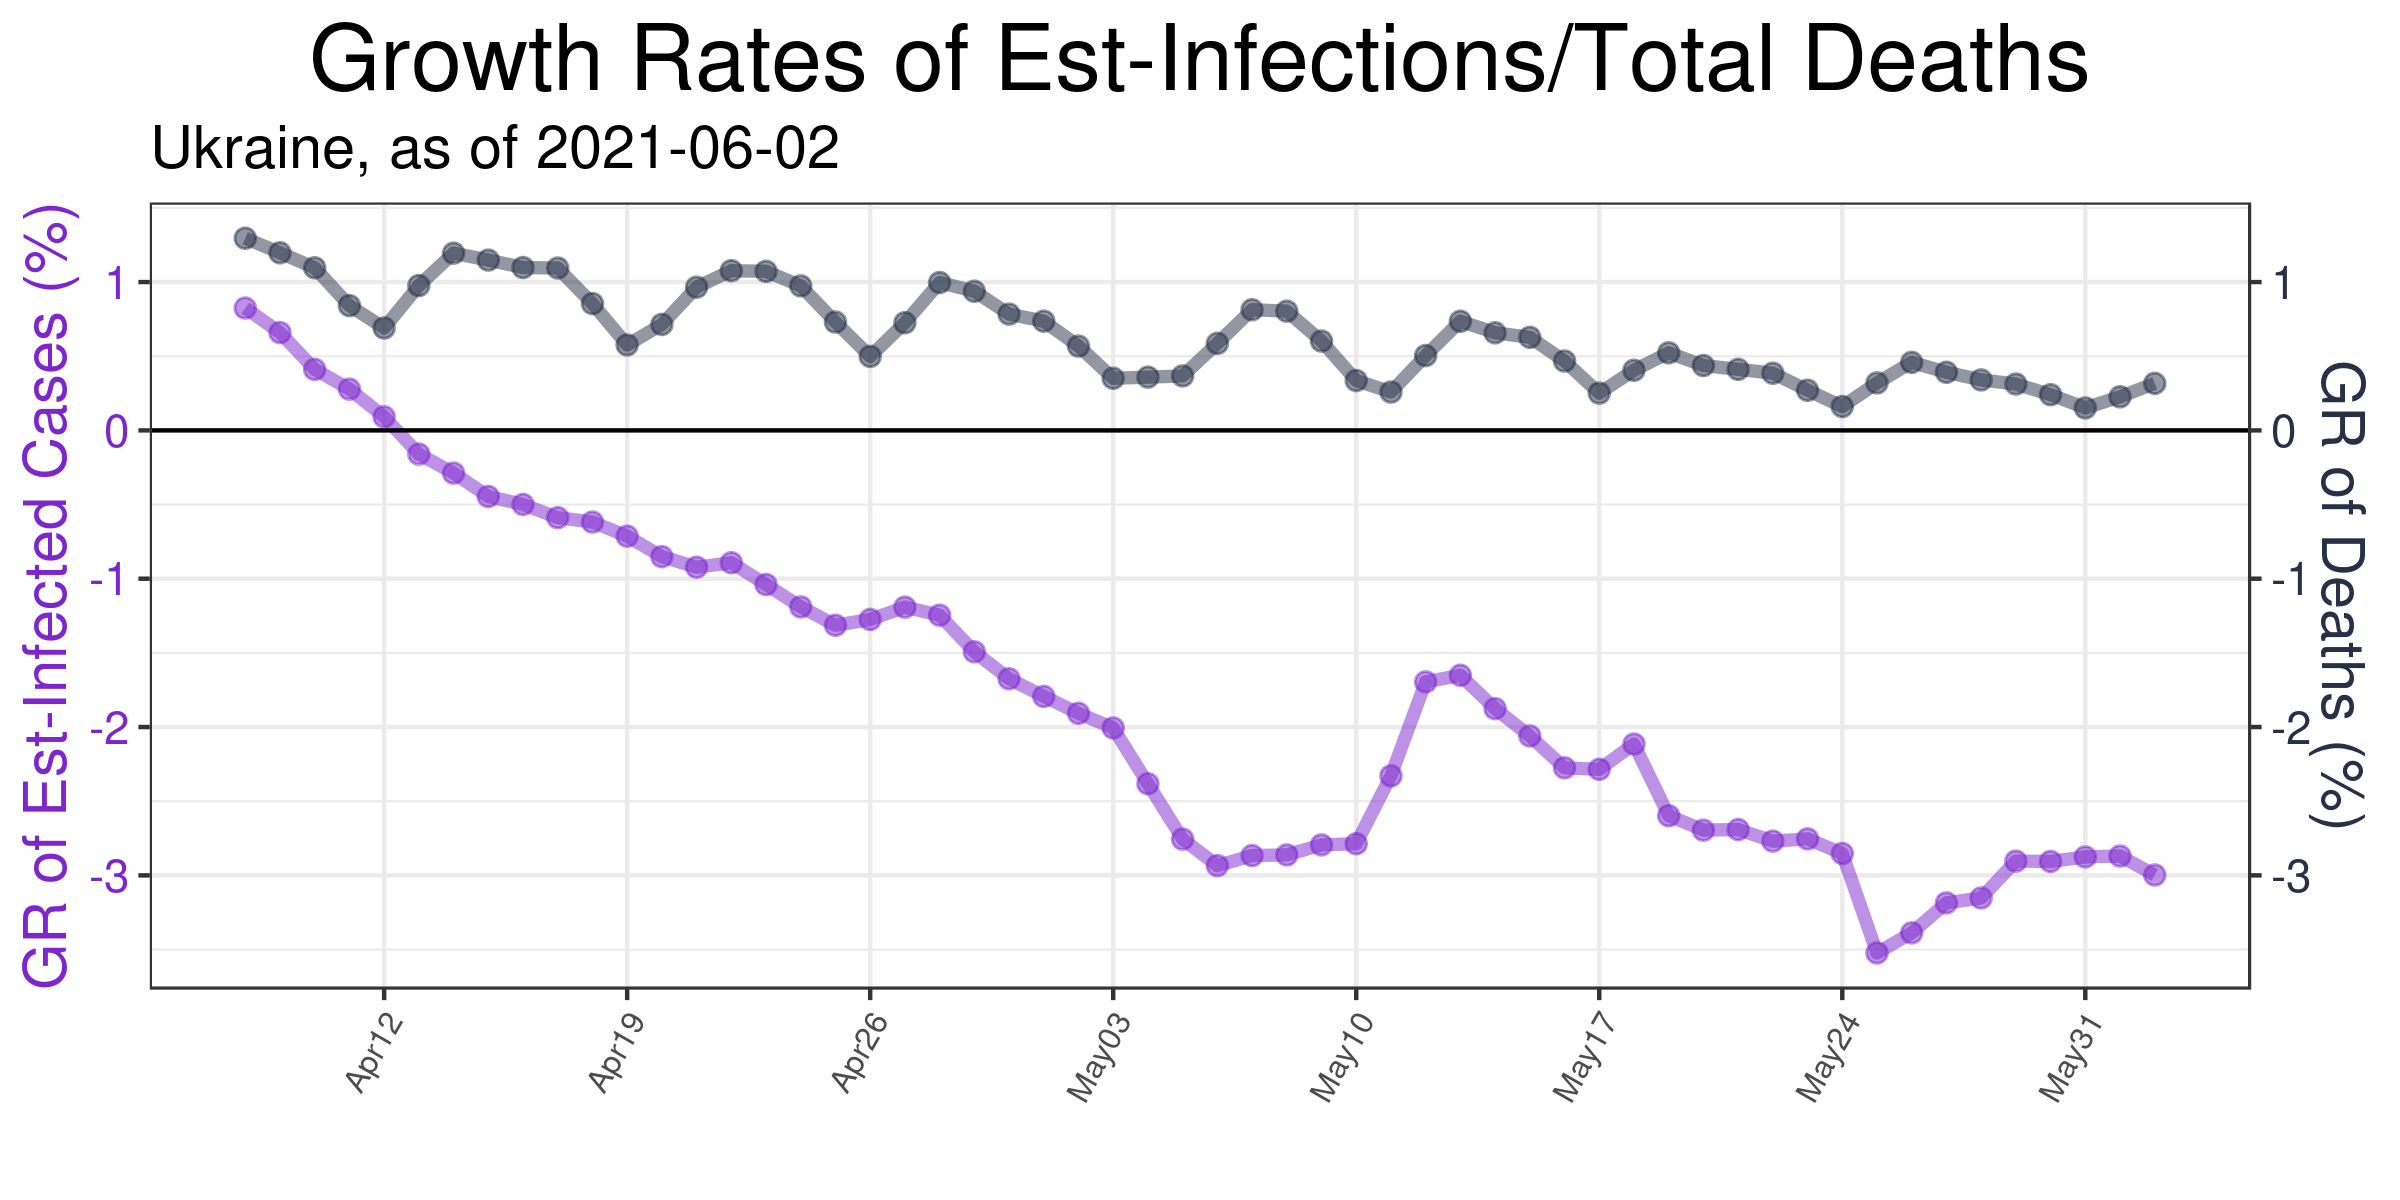 Growth Rates of Est-Infections/Total Deaths
Ukraine, as of 2021-06-02
GR of Est-Infected Cases (%)
1
0
-1
-2
-3
1
0
-1
-2
-3
GR of Deaths (%)
Apr12
Apr19
Apr26
May03
May10
May17
May24
May31